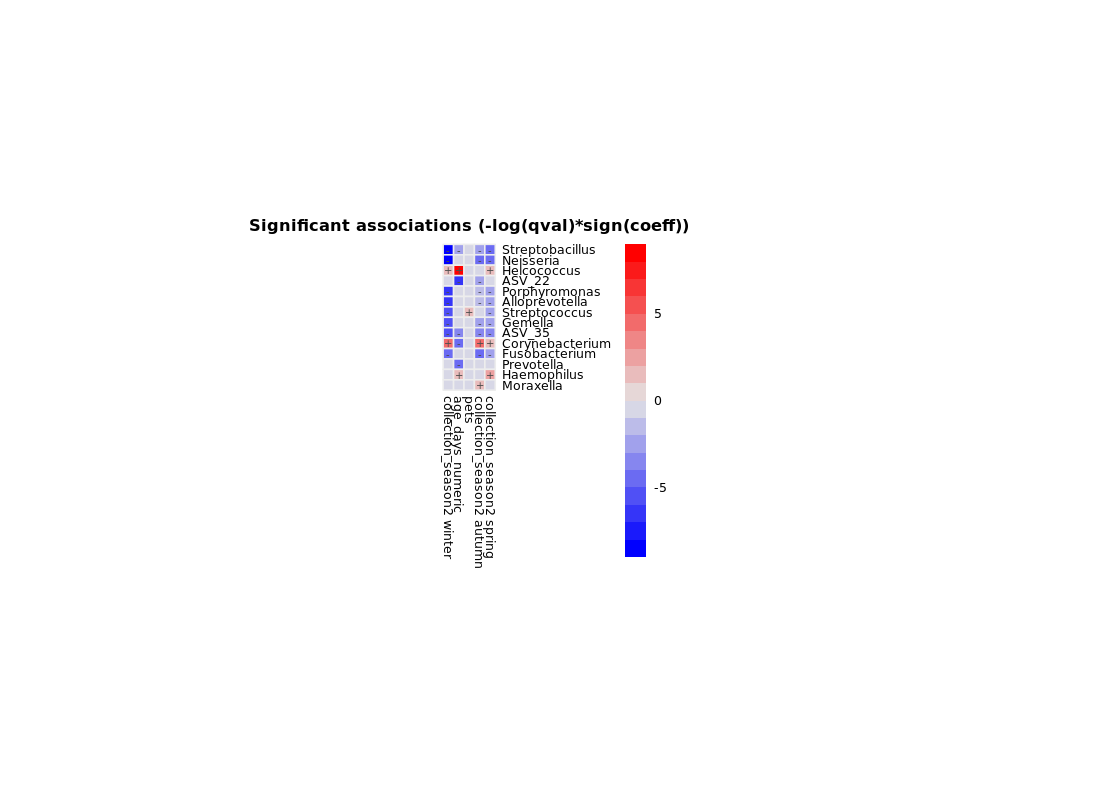 Significant associations (-log(qval)*sign(coeff))
Streptobacillus
Neisseria
Helcococcus
ASV_22
Porphyromonas
Alloprevotella
Streptococcus
Gemella
ASV_35
Corynebacterium
Fusobacterium
Prevotella
Haemophilus
Moraxella
collection_season2 winter
age_days_numeric
pets
collection_season2 autumn
collection_season2 spring
5
0
-5